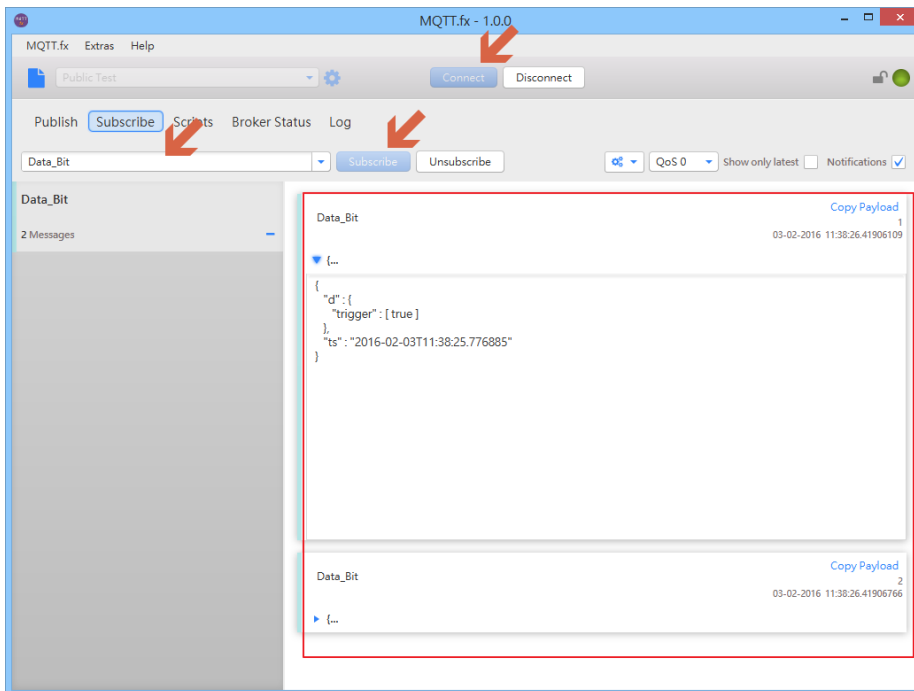 MQTT.fx - 1.0.0
MQTT.fx Extras Help
Public Test Connect Disconnect
Publish Subscribe Scripts Broker Status Log
Data_Bit Subscribe Unsubscribe QoS 0 Show only latest Notifications
Data_Bit
2 Messages
Copy Payload
Data_Bit
1
03-02-2016 11:38:26.41906109
{...
{
"d" : {
"trigger" : [ true ]
},
"ts" : "2016-02-03T11:38:25.776885"
}
Copy Payload
Data_Bit
2
03-02-2016 11:38:26.41906766
{...